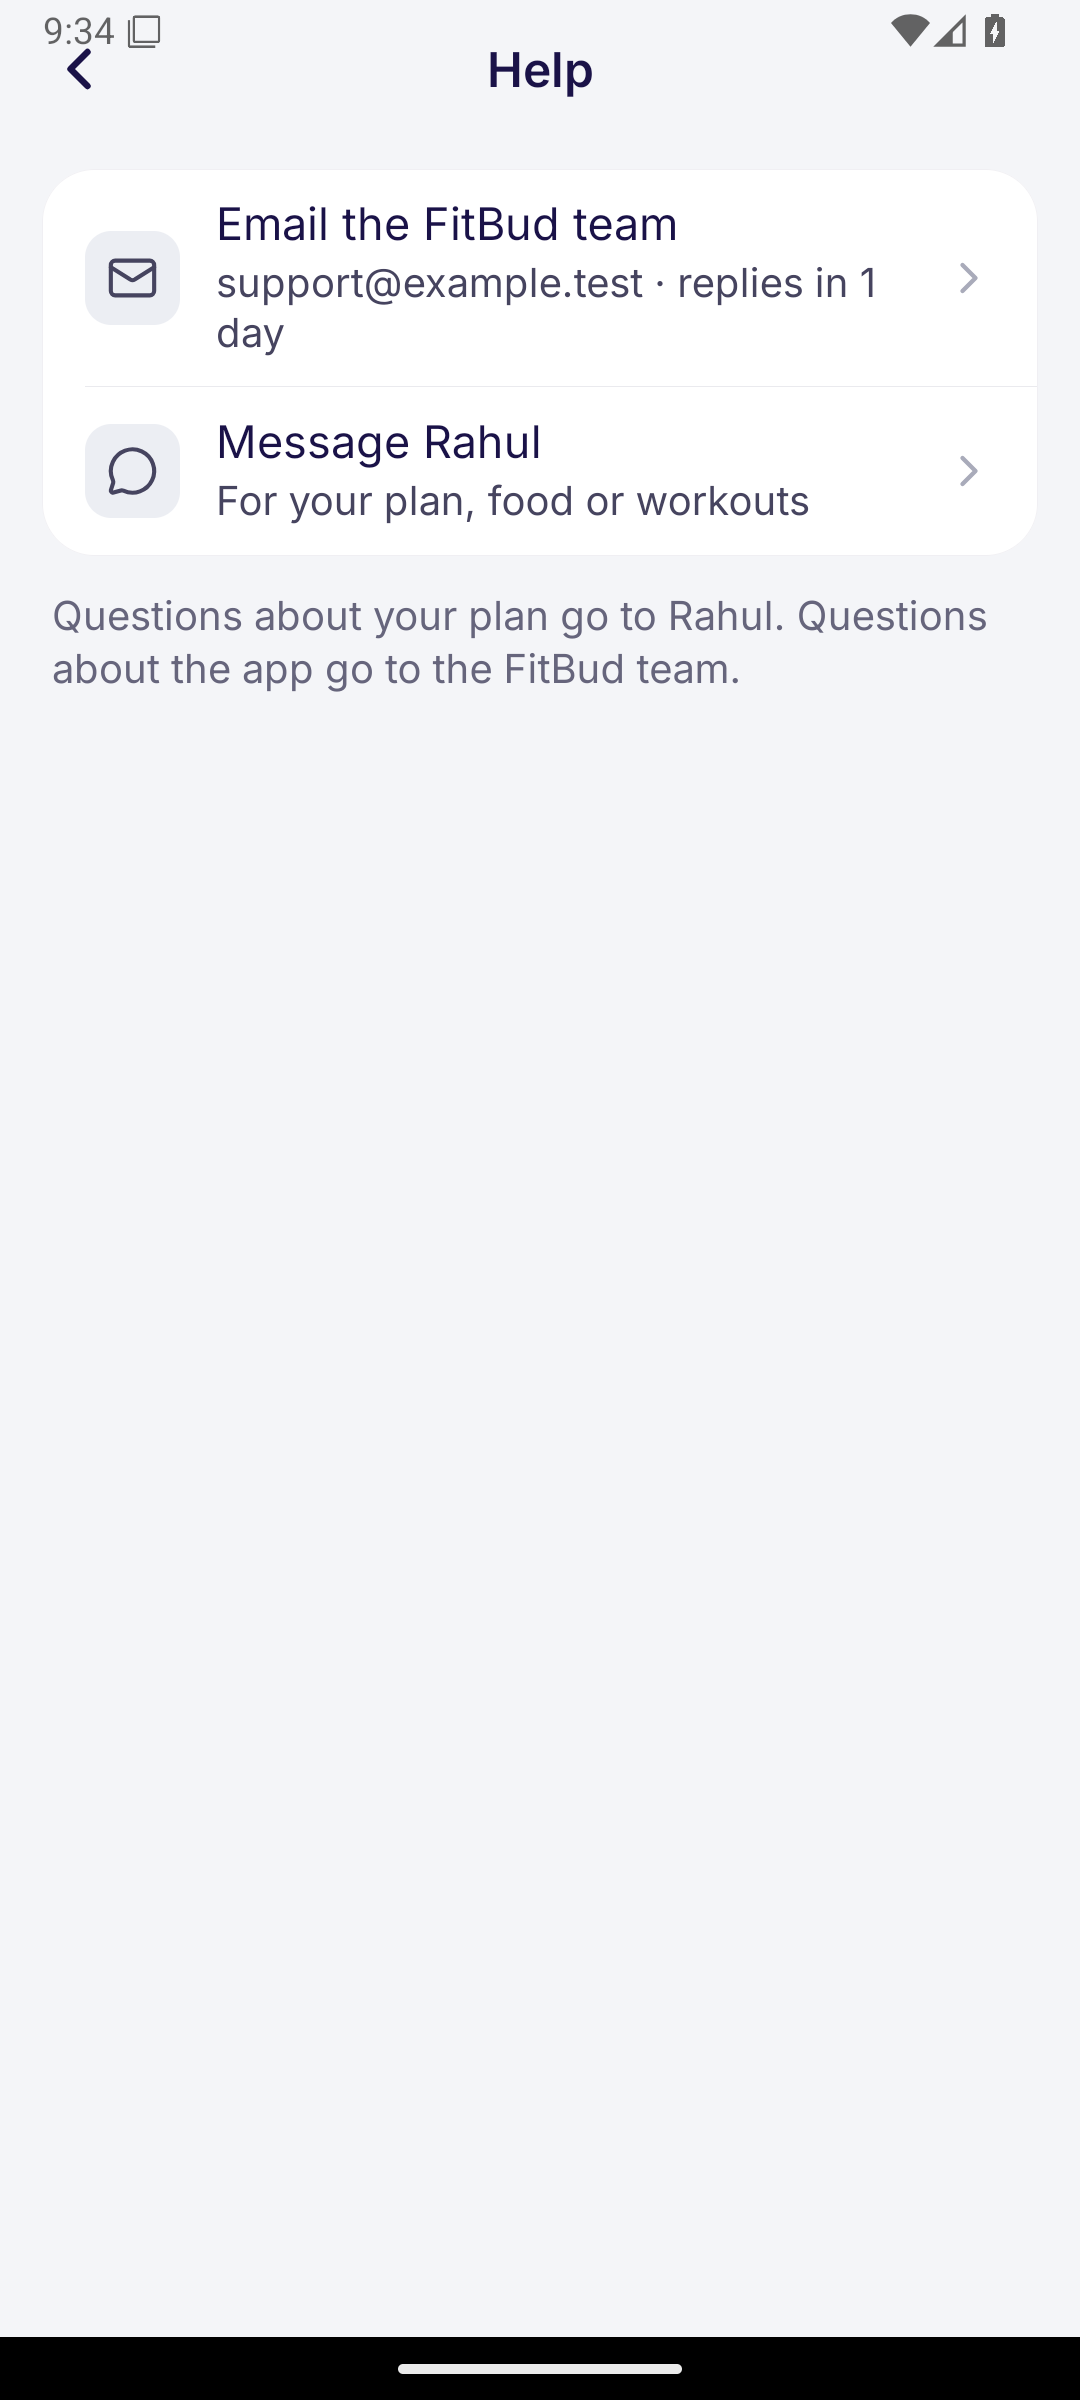 9:34
Help
Email the FitBud team
support@example.test · replies in 1
day
Message Rahul
For your plan, food or workouts
Questions about your plan go to Rahul. Questions
about the app go to the FitBud team.